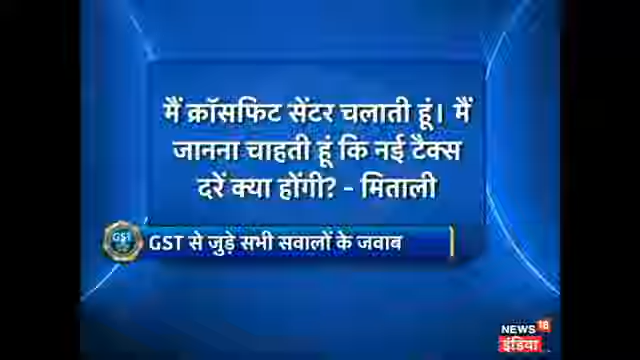 मैं क्रॉसफिट सेंटर चलाती हूं। मैं
जानना चाहती हूं कि नई टैक्स
दरें क्या होंगी? - मिताली
GST
GST से जुड़े सभी सवालों के जवाब
NEWS 18
इंडिया